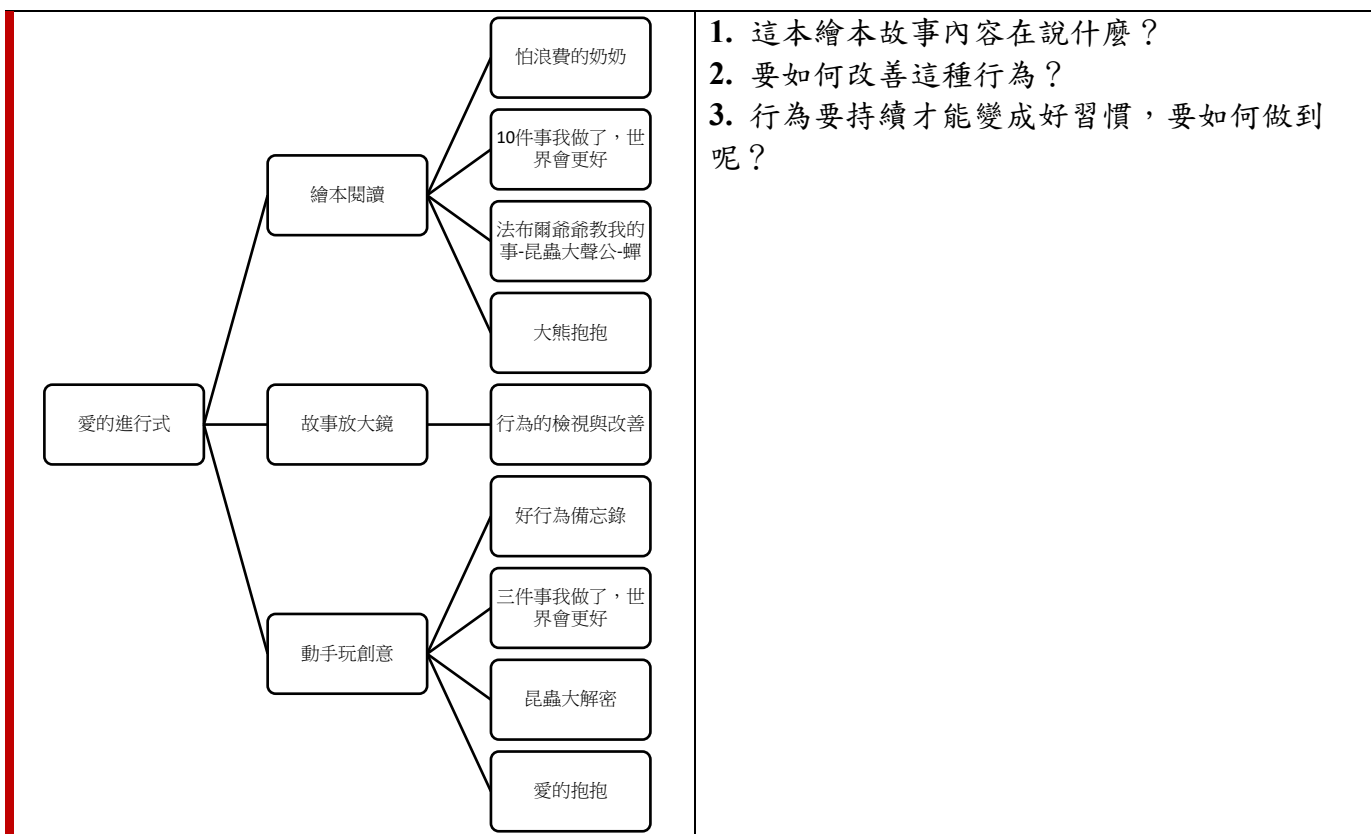 愛的進行式
繪本閱讀
怕浪費的奶奶
10件事我做了，世
界會更好
法布爾爺爺教我的
事-昆蟲大聲公-蟬
大熊抱抱
故事放大鏡
行為的檢視與改善
動手玩創意
好行為備忘錄
三件事我做了，世
界會更好
昆蟲大解密
愛的抱抱
1. 這本繪本故事內容在說什麼？
2. 要如何改善這種行為？
3. 行為要持續才能變成好習慣，要如何做到
呢？